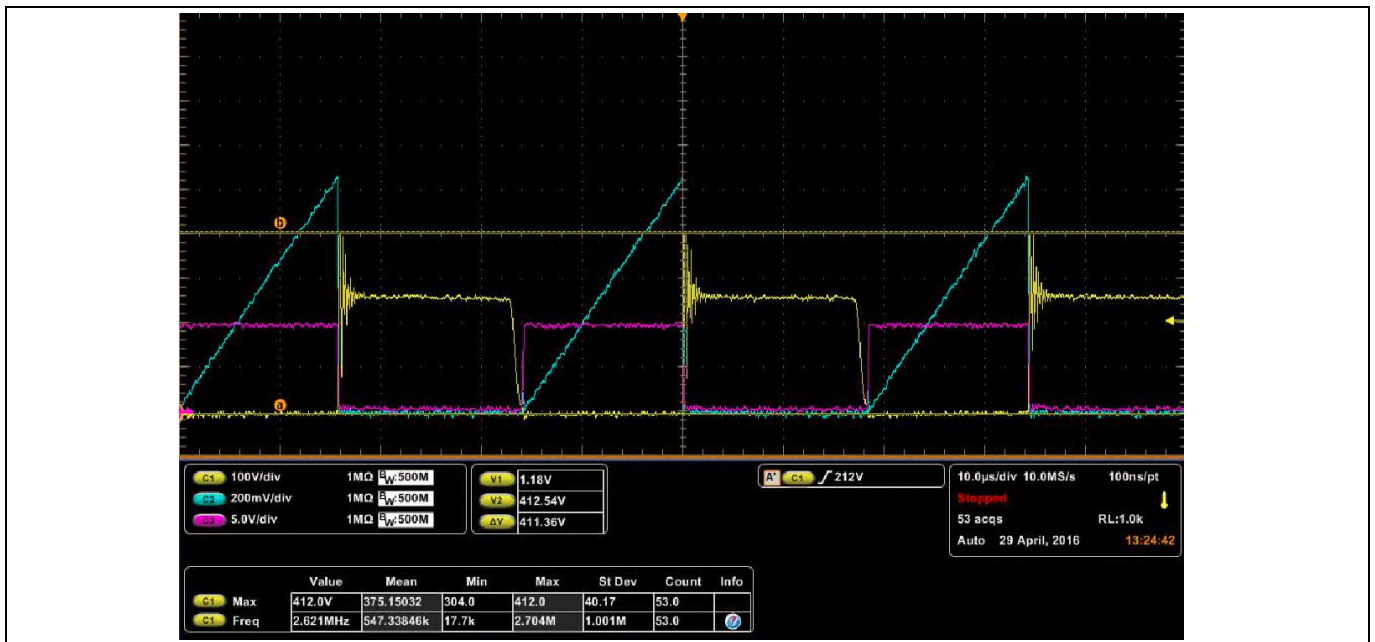 b
a
C1 100V/div 1MΩ BW:500M
C2 200mV/div 1MΩ BW:500M
C3 5.0V/div 1MΩ BW:500M
V1 1.18V
V2 412.54V
ΔV 411.36V
A' C1 212V
10.0µs/div 10.0MS/s 100ns/pt
Stopped
53 acqs RL:1.0k
Auto 29 April, 2016 13:24:42
Value Mean Min Max St Dev Count Info
C1 Max 412.0V 375.15032 304.0 412.0 40.17 53.0
C1 Freq 2.621MHz 547.33846k 17.7k 2.704M 1.001M 53.0